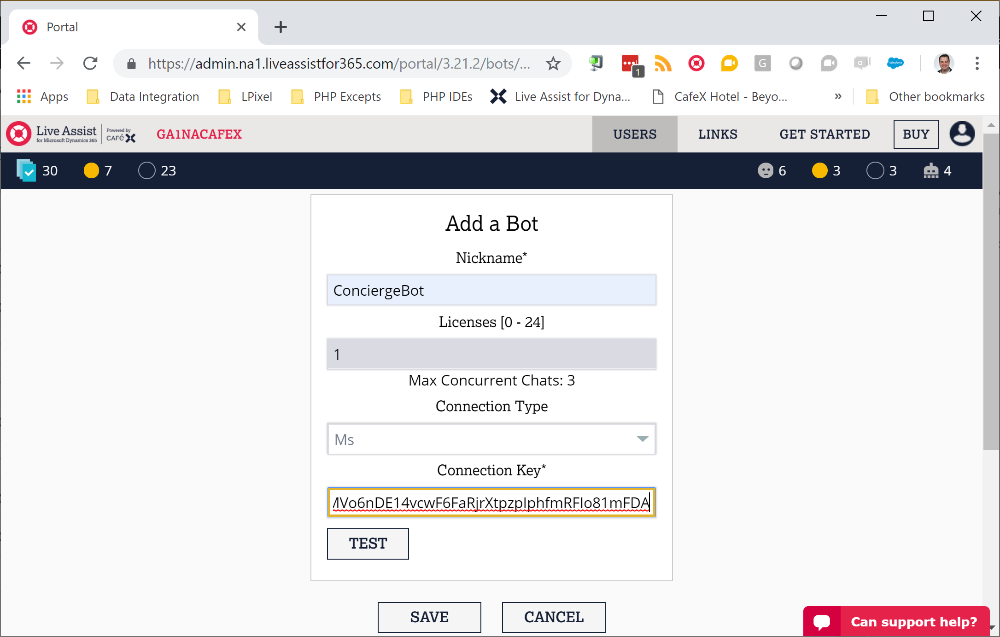 Portal
https://admin.na1.liveassistfor365.com/portal/3.21.2/bots/...
1
G
a
salesforce
Apps
Data Integration
LPixel
PHP Excepts
PHP IDEs
Live Assist for Dyna...
CafeX Hotel - Beyo...
»
Other bookmarks
Live Assist
for Microsoft Dynamics 365
Powered by
CAFéX
GA1NACAFEX
USERS
LINKS
GET STARTED
BUY
30
7
23
6
3
3
4
Add a Bot
Nickname*
ConciergeBot
Licenses [0 - 24]
1
Max Concurrent Chats: 3
Connection Type
Ms
Connection Key*
Vo6nDE14vcwF6FaRjrXtpzpIphfmRFIo81mFDA
TEST
SAVE
CANCEL
Can support help?